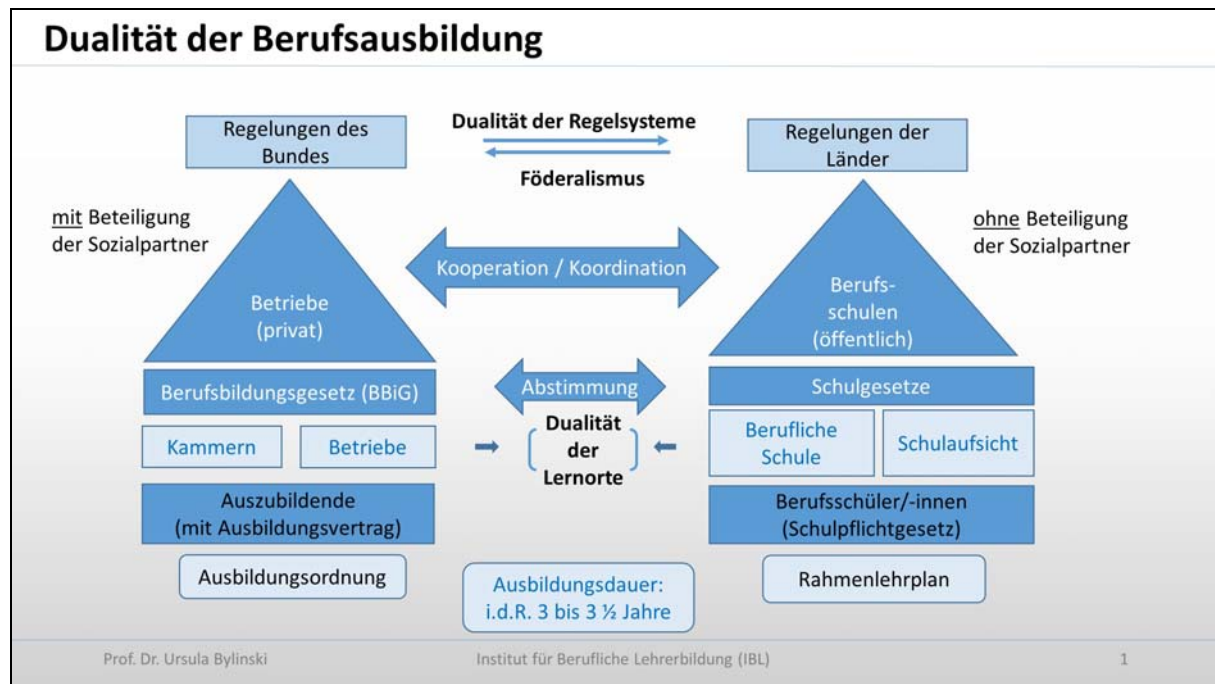 Dualität der Berufsausbildung
Regelungen des
Bundes
Dualität der Regelsysteme
Föderalismus
Regelungen der
Länder
mit Beteiligung
der Sozialpartner
ohne Beteiligung
der Sozialpartner
Kooperation / Koordination
Betriebe
(privat)
Berufs-
schulen
(öffentlich)
Berufsbildungsgesetz (BBiG)
Abstimmung
Schulgesetze
Kammern
Betriebe
Dualität
der
Lernorte
Berufliche
Schule
Schulaufsicht
Auszubildende
(mit Ausbildungsvertrag)
Berufsschüler/-innen
(Schulpflichtgesetz)
Ausbildungsordnung
Ausbildungsdauer:
i.d.R. 3 bis 3 ½ Jahre
Rahmenlehrplan
Prof. Dr. Ursula Bylinski
Institut für Berufliche Lehrerbildung (IBL)
1